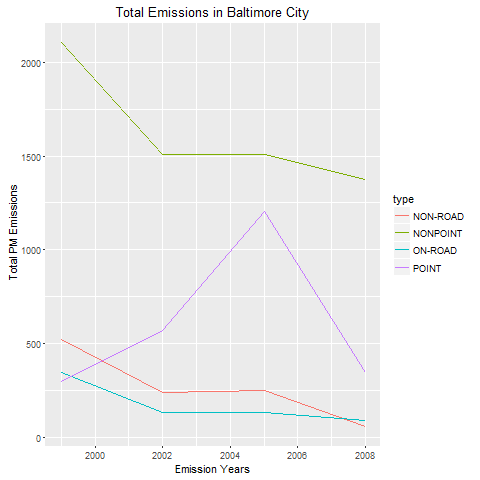 Total Emissions in Baltimore City
2000
1500
1000
500
0
Total PM Emissions
2000
2002
2004
2006
2008
Emission Years
type
NON-ROAD
NONPOINT
ON-ROAD
POINT